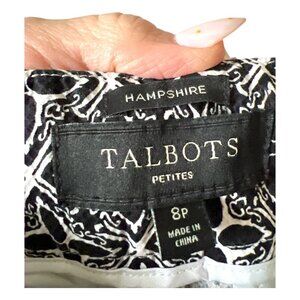 HAMPSHIRE
TALBOTS
PETITES
8P
MADE IN
CHINA